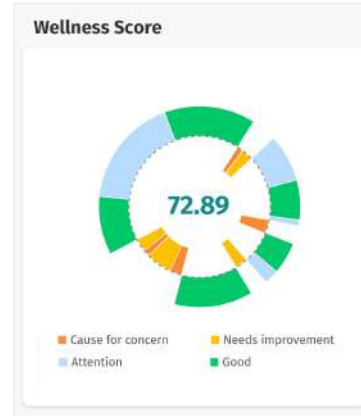 Wellness Score
72.89
Cause for concern
Needs improvement
Attention
Good